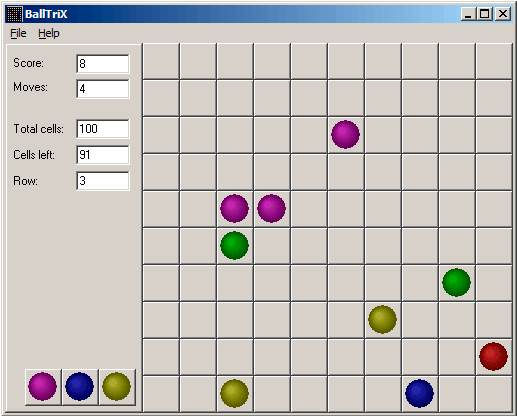 BallTriX
File Help
Score: 8
Moves: 4
Total cells: 100
Cells left: 91
Row: 3